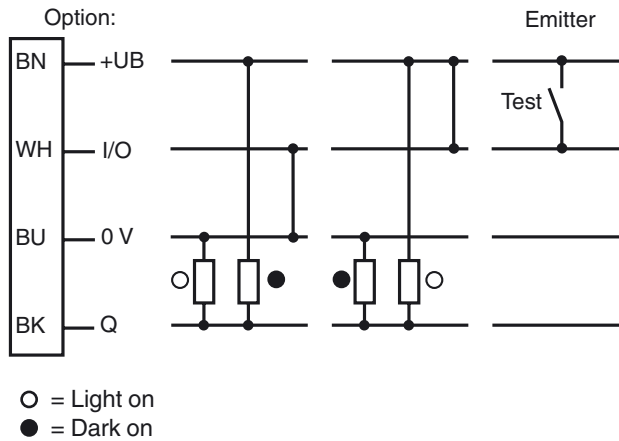 Option:
Emitter
BN +UB
Test
WH I/O
BU 0 V
BK Q
= Light on
= Dark on